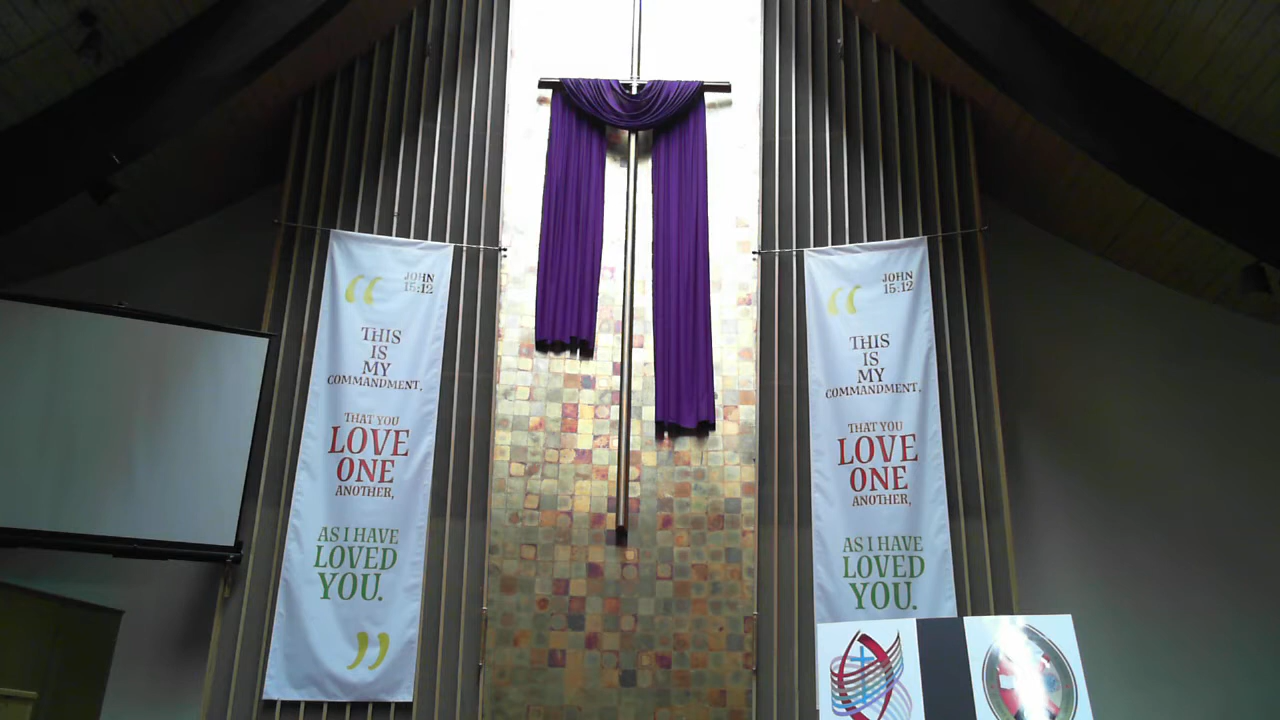 “
JOHN
15:12
THIS
IS
MY
COMMANDMENT,
THAT YOU
LOVE
ONE
ANOTHER,
AS I HAVE
LOVED
YOU.
”
“
JOHN
15:12
THIS
IS
MY
COMMANDMENT,
THAT YOU
LOVE
ONE
ANOTHER,
AS I HAVE
LOVED
YOU.